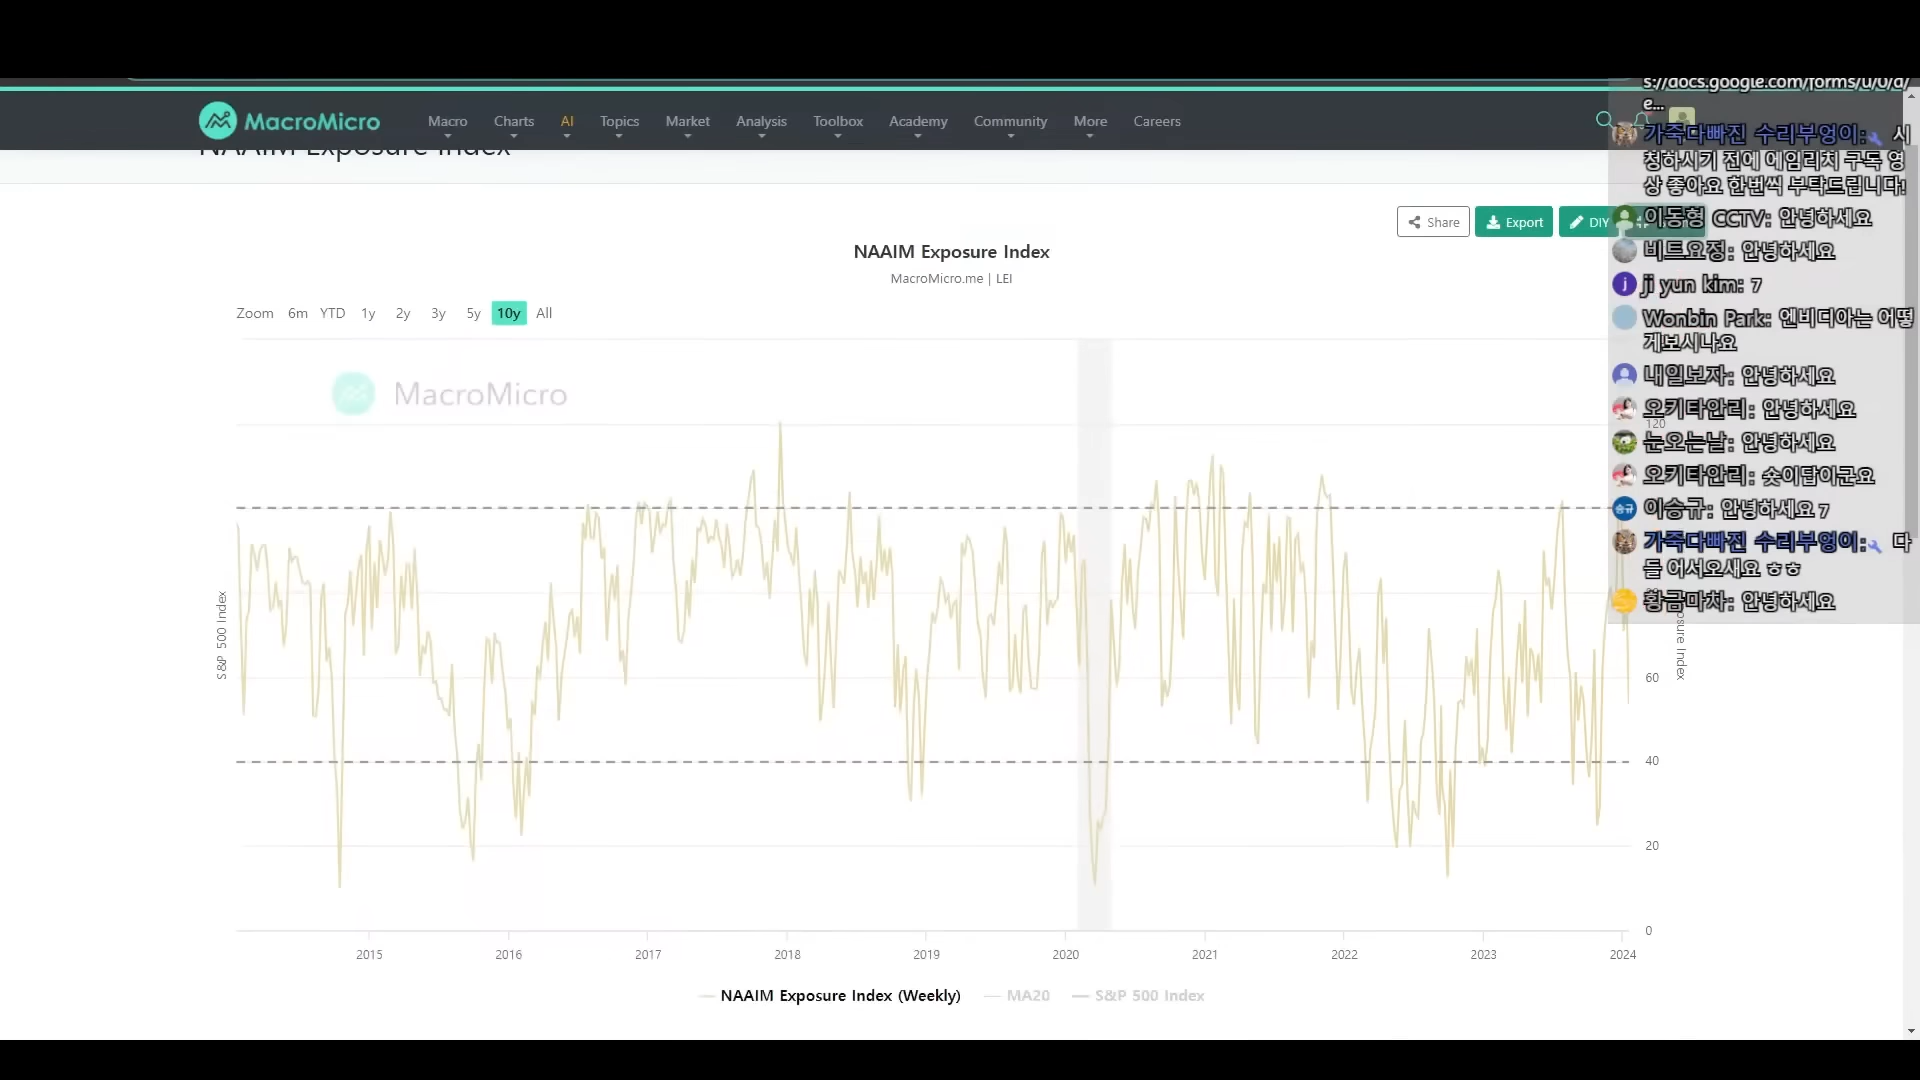 s://docs.google.com/forms/u/0/d/
e...
MacroMicro
Macro
Charts
AI
Topics
Market
Analysis
Toolbox
Academy
Community
More
Careers
NAAIM Exposure Index
가죽다빠진 수리부엉이: 시
청하시기 전에 에임리치 구독 영
상 좋아요 한번씩 부탁드립니다!
Share
Export
DIY
이동형 CCTV: 안녕하세요
NAAIM Exposure Index
비트요정: 안녕하세요
MacroMicro.me | LEI
ji yun kim: 7
Zoom 6m YTD 1y 2y 3y 5y 10y All
Wonbin Park: 엔비디아는 어떻
게보시나요
내일보자: 안녕하세요
MacroMicro
오키타안리: 안녕하세요
120
눈오는날: 안녕하세요
오키타안리: 숏이답이군요
승규
이승규: 안녕하세요 7
가죽다빠진 수리부엉이: 다
들 어서오세요 ㅎㅎ
황금마차: 안녕하세요
S&P 500 Index
osure Index
60
40
20
0
2015 2016 2017 2018 2019 2020 2021 2022 2023 2024
NAAIM Exposure Index (Weekly) MA20 S&P 500 Index